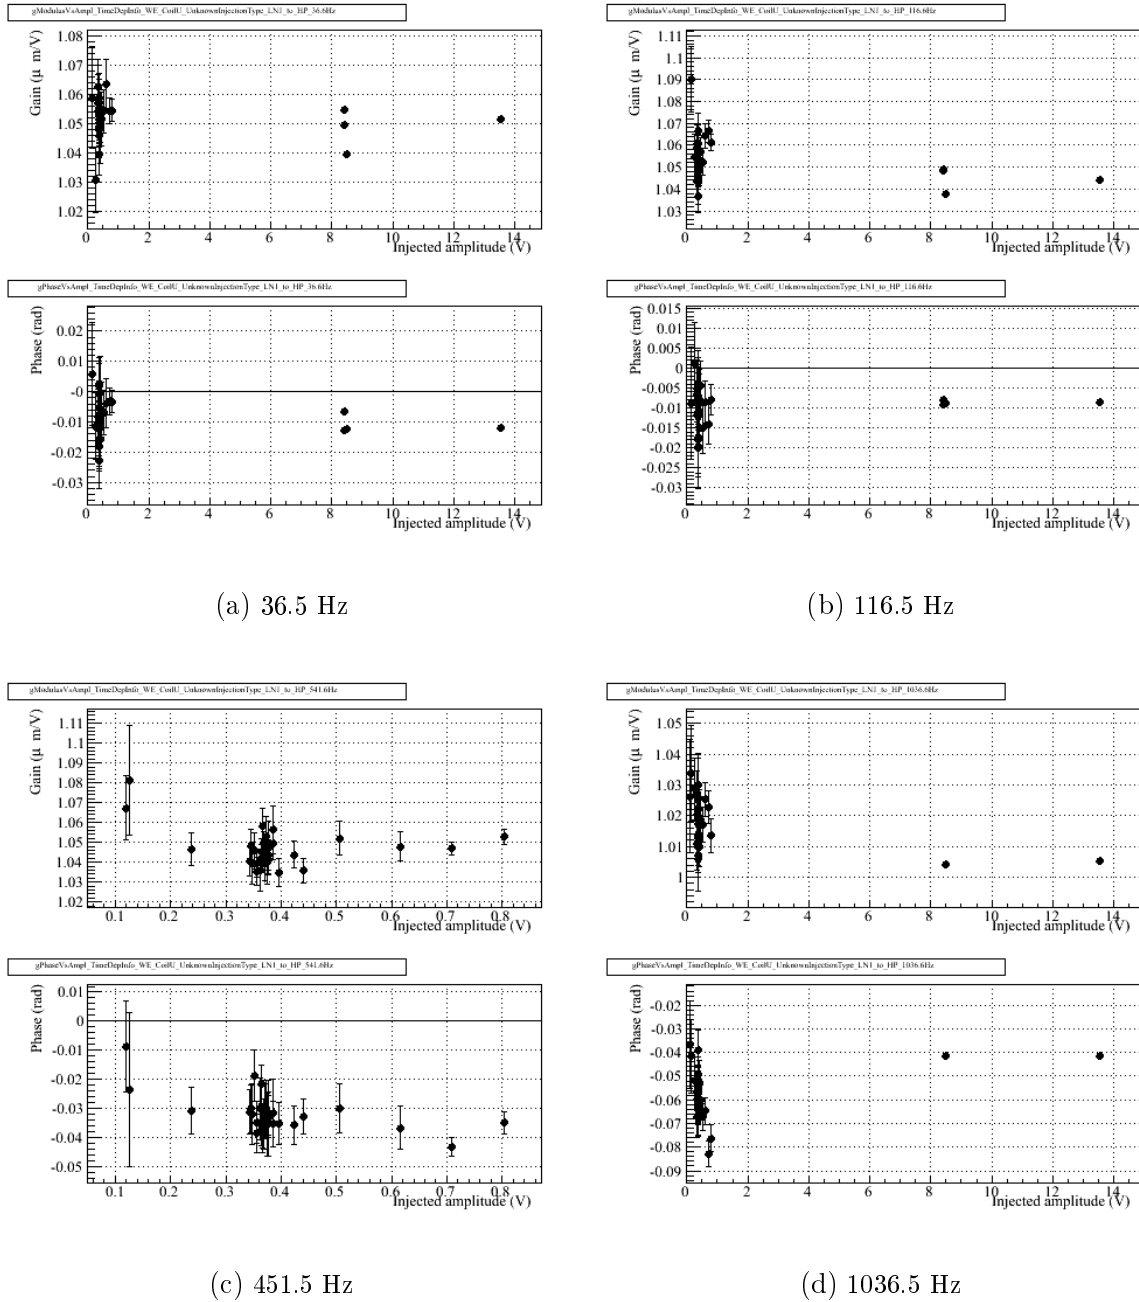 gModulusVsAmpl_TimeDepInfo_WE_CoilU_UnknownInjectionType_LN1_to_HP_36.6Hz
Gain (μ m/V)
1.08
1.07
1.06
1.05
1.04
1.03
1.02
0 2 4 6 8 10 12 14
Injected amplitude (V)
gPhaseVsAmpl_TimeDepInfo_WE_CoilU_UnknownInjectionType_LN1_to_HP_36.6Hz
Phase (rad)
0.02
0.01
-0
-0.01
-0.02
-0.03
0 2 4 6 8 10 12 14
Injected amplitude (V)
(a) 36.5 Hz
gModulusVsAmpl_TimeDepInfo_WE_CoilU_UnknownInjectionType_LN1_to_HP_116.6Hz
Gain (μ m/V)
1.11
1.1
1.09
1.08
1.07
1.06
1.05
1.04
1.03
0 2 4 6 8 10 12 14
Injected amplitude (V)
gPhaseVsAmpl_TimeDepInfo_WE_CoilU_UnknownInjectionType_LN1_to_HP_116.6Hz
Phase (rad)
0.015
0.01
0.005
0
-0.005
-0.01
-0.015
-0.02
-0.025
-0.03
0 2 4 6 8 10 12 14
Injected amplitude (V)
(b) 116.5 Hz
gModulusVsAmpl_TimeDepInfo_WE_CoilU_UnknownInjectionType_LN1_to_HP_541.6Hz
Gain (μ m/V)
1.11
1.1
1.09
1.08
1.07
1.06
1.05
1.04
1.03
1.02
0.1 0.2 0.3 0.4 0.5 0.6 0.7 0.8
Injected amplitude (V)
gPhaseVsAmpl_TimeDepInfo_WE_CoilU_UnknownInjectionType_LN1_to_HP_541.6Hz
Phase (rad)
0.01
0
-0.01
-0.02
-0.03
-0.04
-0.05
0.1 0.2 0.3 0.4 0.5 0.6 0.7 0.8
Injected amplitude (V)
(c) 451.5 Hz
gModulusVsAmpl_TimeDepInfo_WE_CoilU_UnknownInjectionType_LN1_to_HP_1036.6Hz
Gain (μ m/V)
1.05
1.04
1.03
1.02
1.01
1
0 2 4 6 8 10 12 14
Injected amplitude (V)
gPhaseVsAmpl_TimeDepInfo_WE_CoilU_UnknownInjectionType_LN1_to_HP_1036.6Hz
Phase (rad)
-0.02
-0.03
-0.04
-0.05
-0.06
-0.07
-0.08
-0.09
0 2 4 6 8 10 12 14
Injected amplitude (V)
(d) 1036.5 Hz